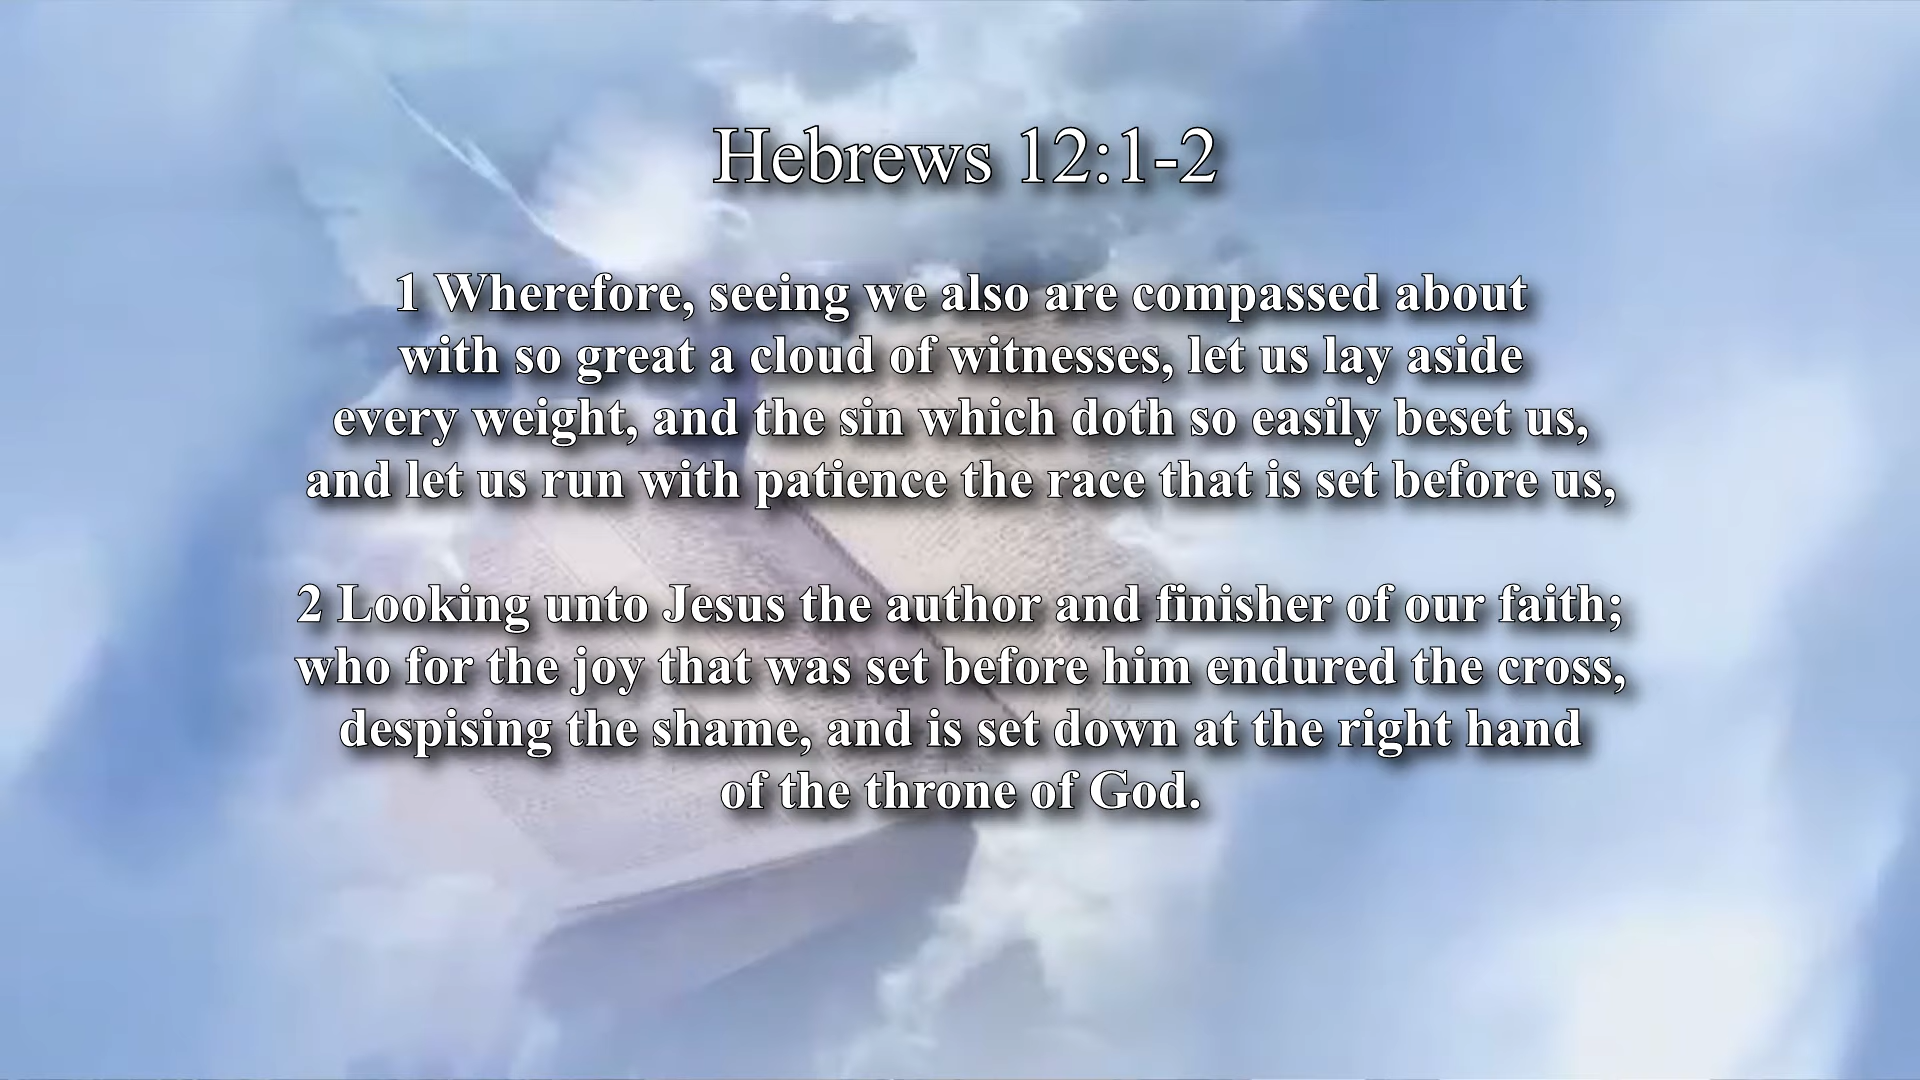 Hebrews 12:1-2
1 Wherefore, seeing we also are compassed about
with so great a cloud of witnesses, let us lay aside
every weight, and the sin which doth so easily beset us,
and let us run with patience the race that is set before us,
2 Looking unto Jesus the author and finisher of our faith;
who for the joy that was set before him endured the cross,
despising the shame, and is set down at the right hand
of the throne of God.